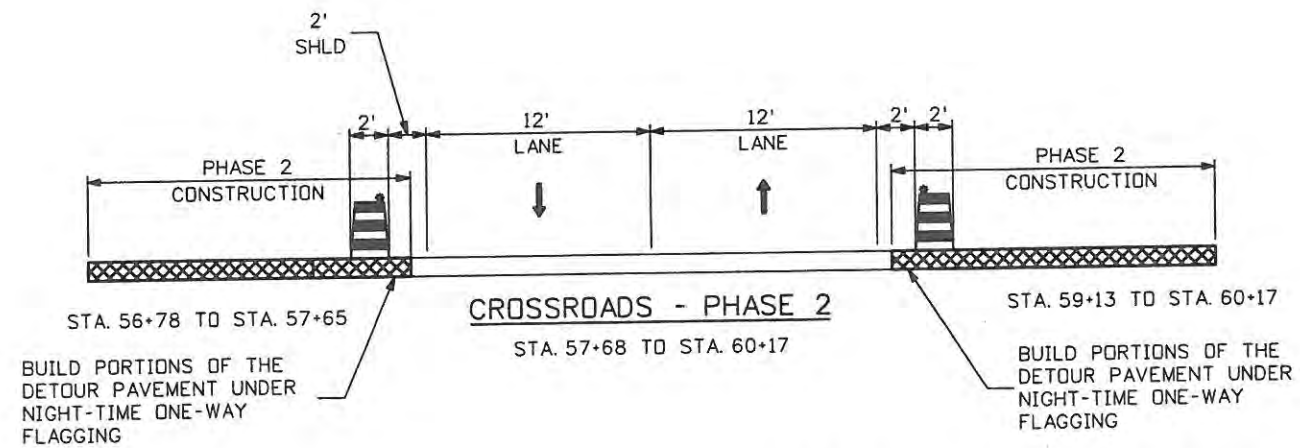 2'
SHLD
2'
12'
LANE
12'
LANE
2'
2'
PHASE 2
CONSTRUCTION
PHASE 2
CONSTRUCTION
STA. 56+78 TO STA. 57+65
CROSSROADS - PHASE 2
STA. 57+68 TO STA. 60+17
STA. 59+13 TO STA. 60+17
BUILD PORTIONS OF THE
DETOUR PAVEMENT UNDER
NIGHT-TIME ONE-WAY
FLAGGING
BUILD PORTIONS OF THE
DETOUR PAVEMENT UNDER
NIGHT-TIME ONE-WAY
FLAGGING